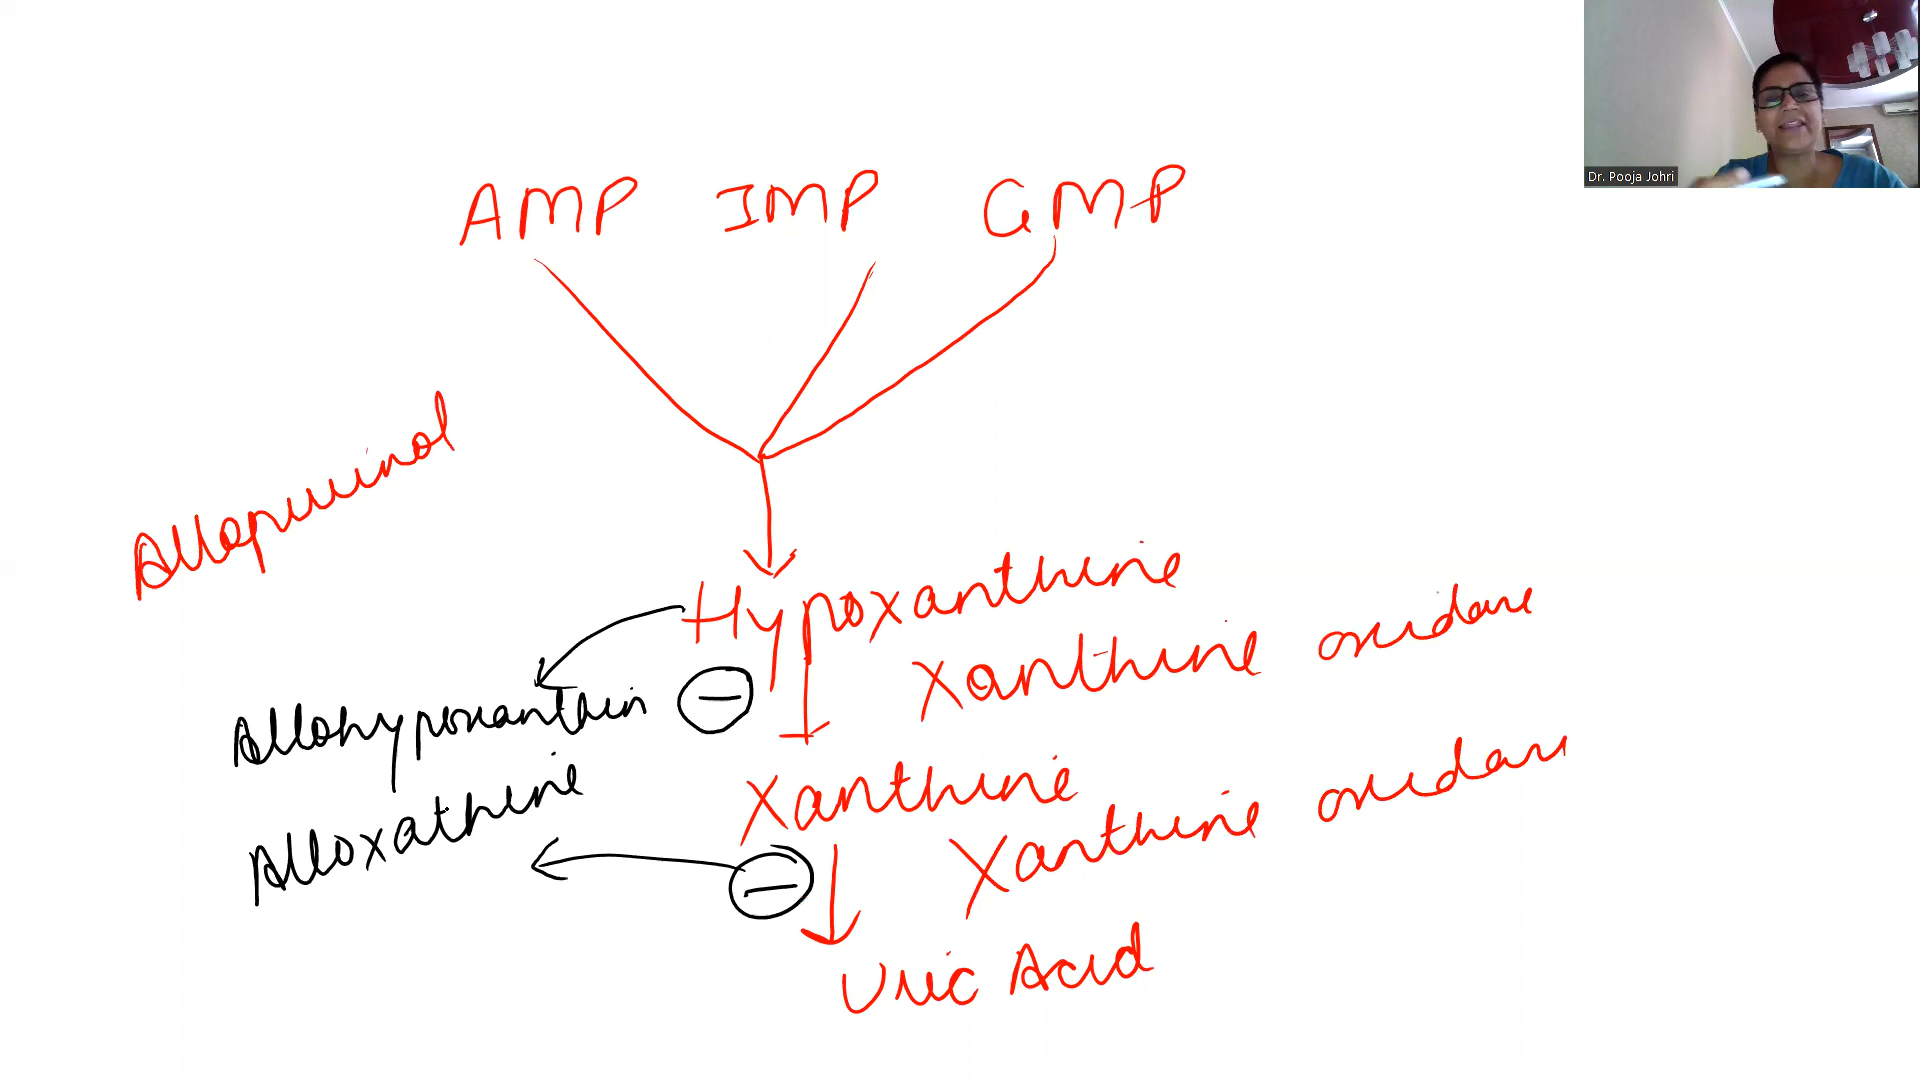 Dr. Pooja Johri
AMP IMP GMP
Allopurinol
Hypoxanthine
Xanthine oxidase
Allohypoxanthin
Xanthine
Xanthine oxidase
Alloxathine
Uric Acid